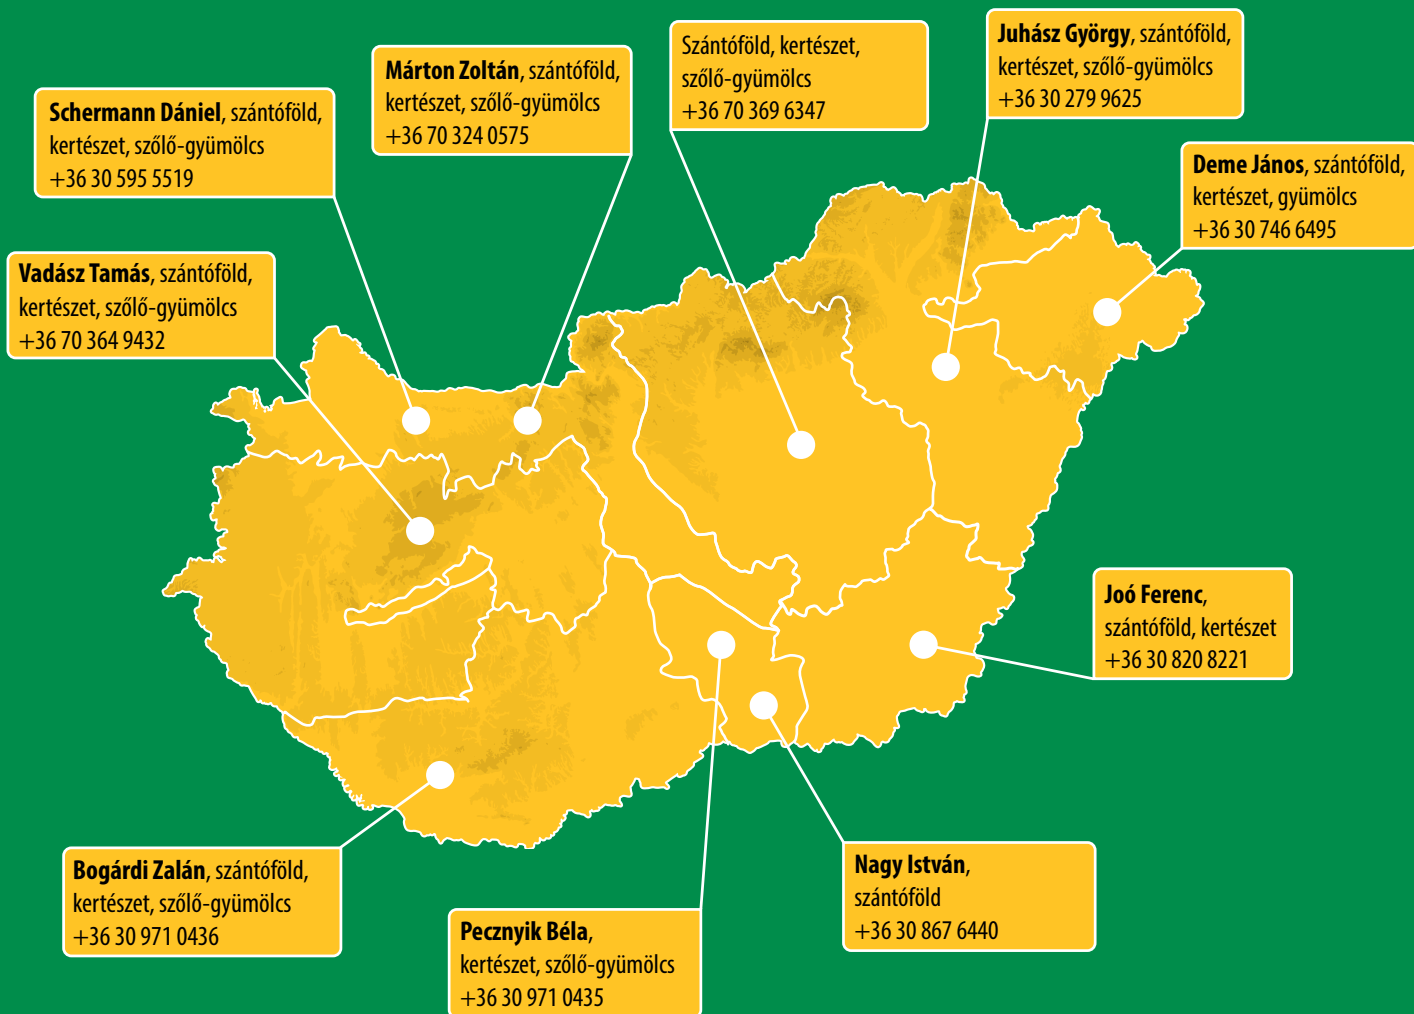 Schermann Dániel, szántóföld,
kertészet, szőlő-gyümölcs
+36 30 595 5519
Márton Zoltán, szántóföld,
kertészet, szőlő-gyümölcs
+36 70 324 0575
Szántóföld, kertészet,
szőlő-gyümölcs
+36 70 369 6347
Juhász György, szántóföld,
kertészet, szőlő-gyümölcs
+36 30 279 9625
Deme János, szántóföld,
kertészet, gyümölcs
+36 30 746 6495
Vadász Tamás, szántóföld,
kertészet, szőlő-gyümölcs
+36 70 364 9432
Joó Ferenc,
szántóföld, kertészet
+36 30 820 8221
Bogárdi Zalán, szántóföld,
kertészet, szőlő-gyümölcs
+36 30 971 0436
Pecznyik Béla,
kertészet, szőlő-gyümölcs
+36 30 971 0435
Nagy István,
szántóföld
+36 30 867 6440